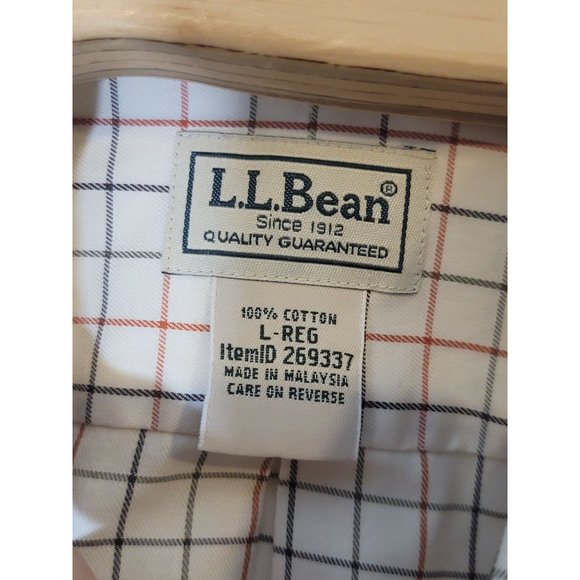 L.L.Bean®
Since 1912
QUALITY GUARANTEED
100% COTTON
L-REG
ItemID 269337
MADE IN MALAYSIA
CARE ON REVERSE